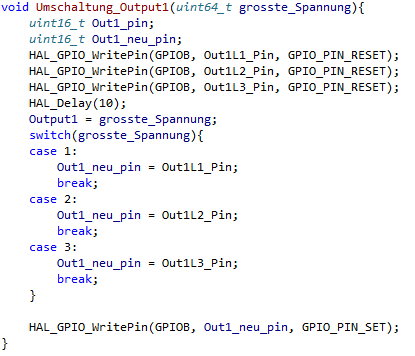 void Umschaltung_Output1(uint64_t grosste_Spannung){
    uint16_t Out1_pin;
    uint16_t Out1_neu_pin;
    HAL_GPIO_WritePin(GPIOB, Out1L1_Pin, GPIO_PIN_RESET);
    HAL_GPIO_WritePin(GPIOB, Out1L2_Pin, GPIO_PIN_RESET);
    HAL_GPIO_WritePin(GPIOB, Out1L3_Pin, GPIO_PIN_RESET);
    HAL_Delay(10);
    Output1 = grosste_Spannung;
    switch(grosste_Spannung){
    case 1:
        Out1_neu_pin = Out1L1_Pin;
        break;
    case 2:
        Out1_neu_pin = Out1L2_Pin;
        break;
    case 3:
        Out1_neu_pin = Out1L3_Pin;
        break;
    }

    HAL_GPIO_WritePin(GPIOB, Out1_neu_pin, GPIO_PIN_SET);
}